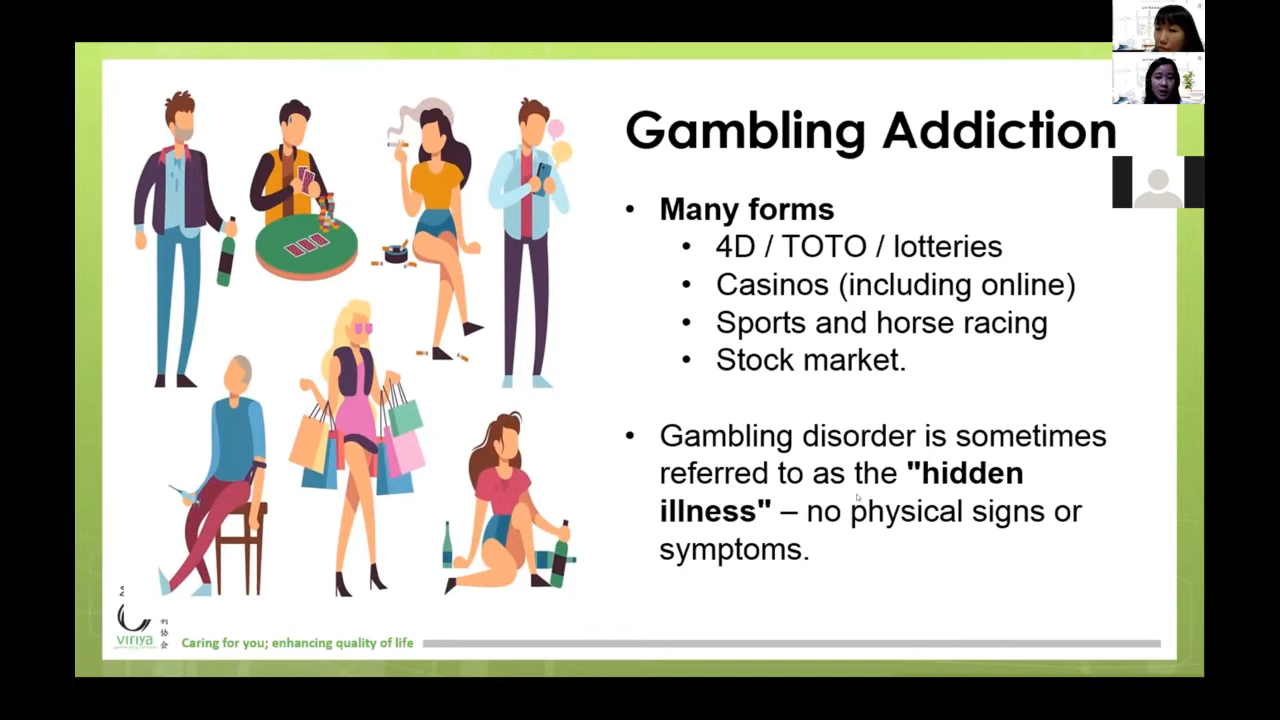 Gambling Addiction
• Many forms
• 4D / TOTO / lotteries
• Casinos (including online)
• Sports and horse racing
• Stock market.
• Gambling disorder is sometimes
referred to as the "hidden
illness" – no physical signs or
symptoms.
viriya
Caring for you; enhancing quality of life